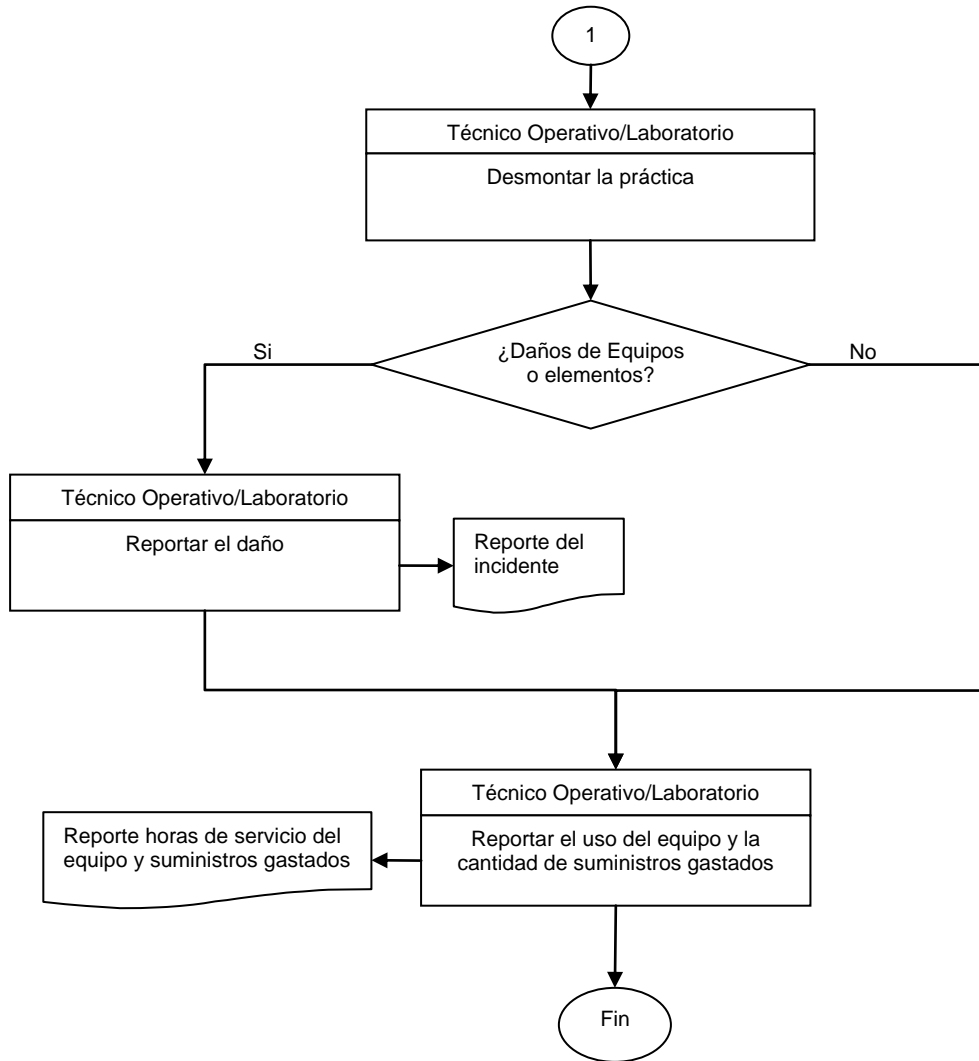 1
Técnico Operativo/Laboratorio
Desmontar la práctica
¿Daños de Equipos
o elementos?
Si
No
Técnico Operativo/Laboratorio
Reportar el daño
Reporte del
incidente
Técnico Operativo/Laboratorio
Reportar el uso del equipo y la
cantidad de suministros gastados
Reporte horas de servicio del
equipo y suministros gastados
Fin